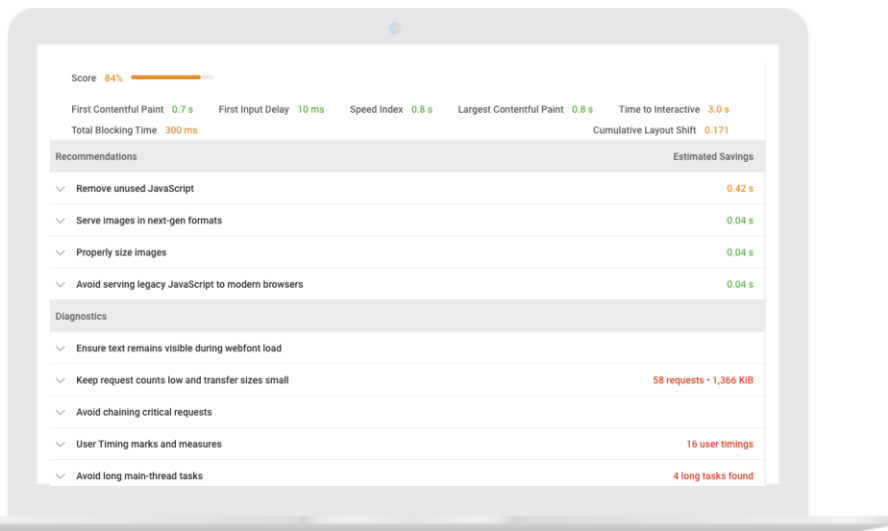 Score 84%
First Contentful Paint 0.7 s First Input Delay 10 ms Speed Index 0.8 s Largest Contentful Paint 0.8 s Time to Interactive 3.0 s
Total Blocking Time 300 ms Cumulative Layout Shift 0.171
Recommendations Estimated Savings
Remove unused JavaScript 0.42 s
Serve images in next-gen formats 0.04 s
Properly size images 0.04 s
Avoid serving legacy JavaScript to modern browsers 0.04 s
Diagnostics
Ensure text remains visible during webfont load
Keep request counts low and transfer sizes small 58 requests • 1,366 KiB
Avoid chaining critical requests
User Timing marks and measures 16 user timings
Avoid long main-thread tasks 4 long tasks found